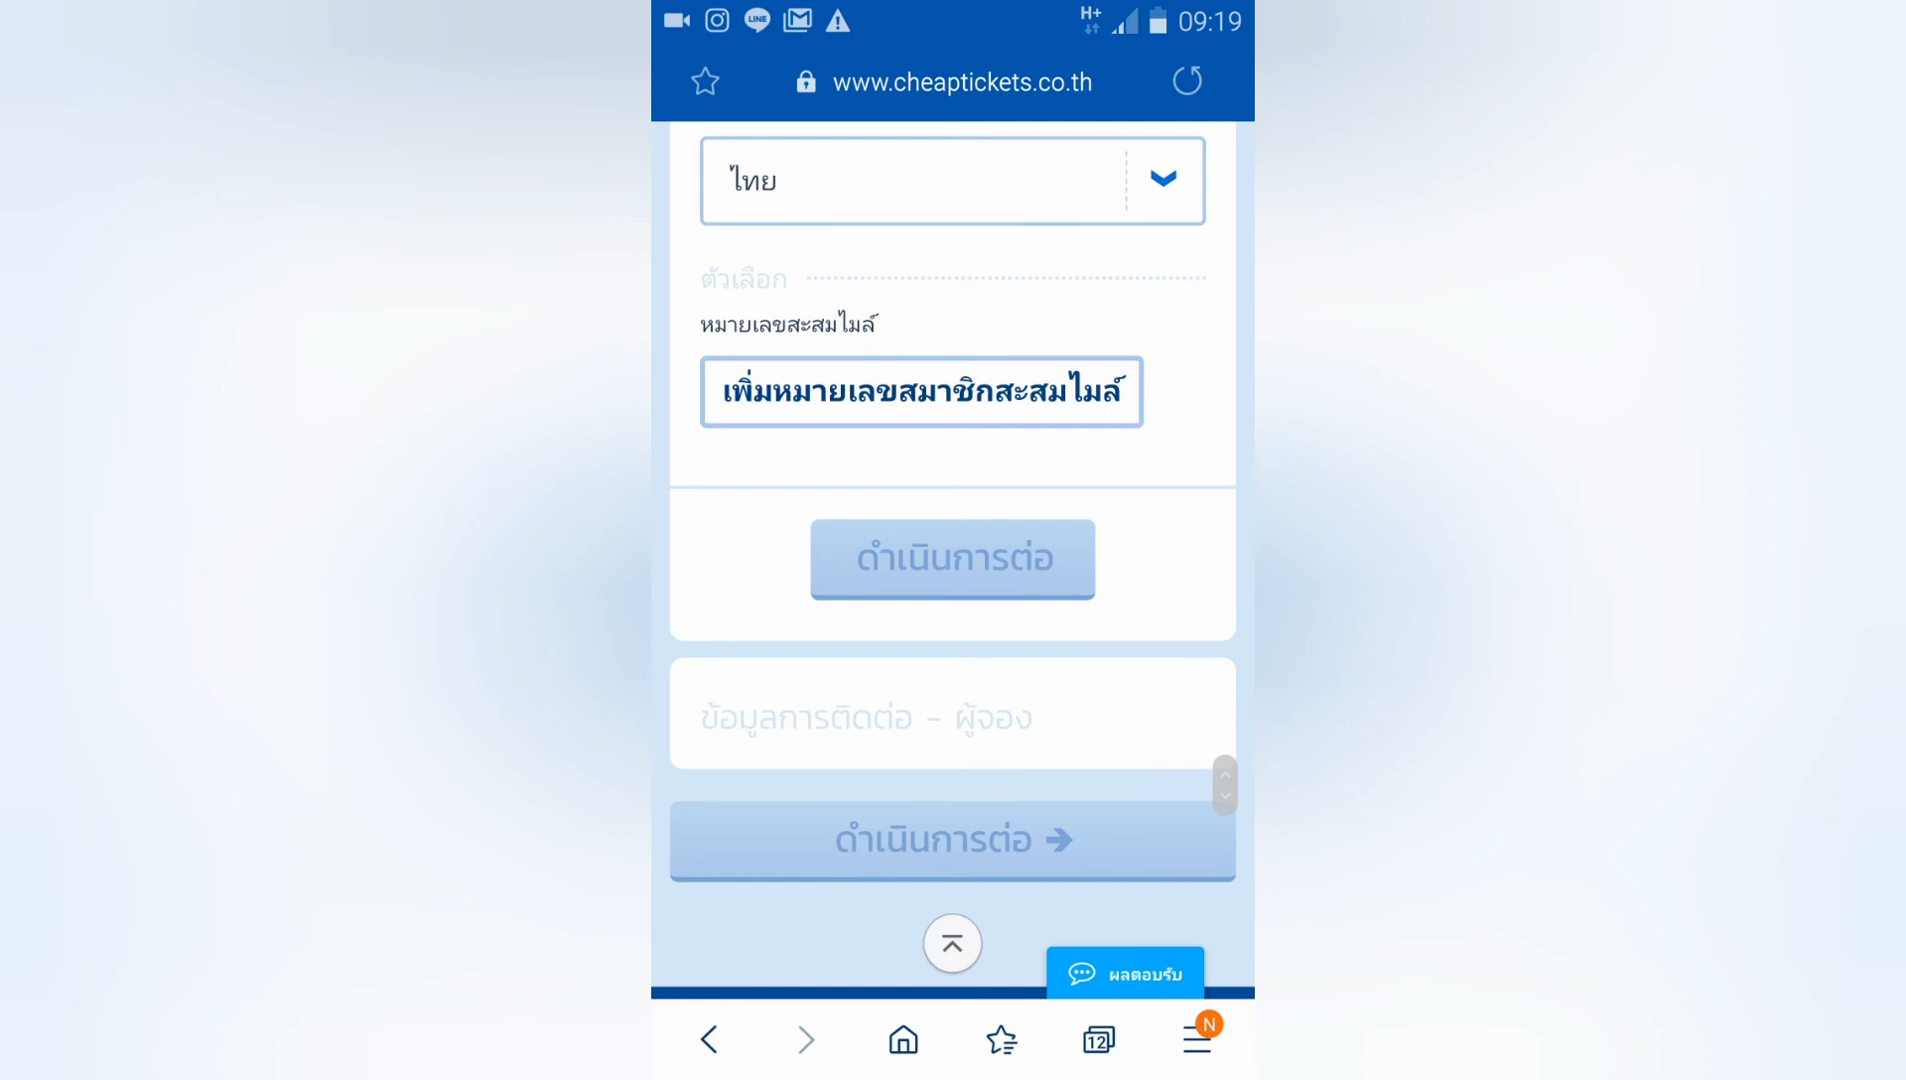 LINE
H+
09:19
www.cheaptickets.co.th
ไทย
ตัวเลือก
หมายเลขสะสมไมล์
เพิ่มหมายเลขสมาชิกสะสมไมล์
ดำเนินการต่อ
ข้อมูลการติดต่อ - ผู้จอง
ดำเนินการต่อ →
ผลตอบรับ
12
N